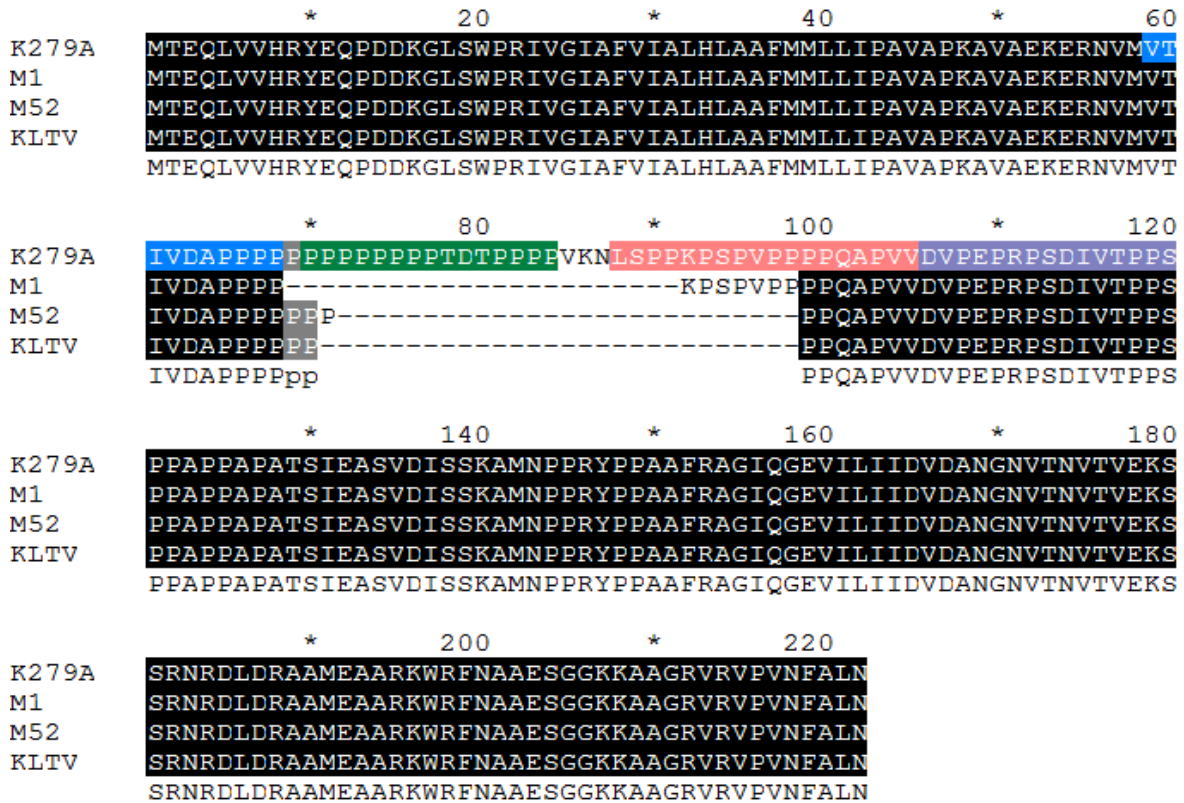 * 20 * 40 * 60
K279A MTEQLVVHRYEQPDDKGLSWPRIVGIAFVIALHLAAFMMLLIPAVAPKAVAEKERNVMVT
M1 MTEQLVVHRYEQPDDKGLSWPRIVGIAFVIALHLAAFMMLLIPAVAPKAVAEKERNVMVT
M52 MTEQLVVHRYEQPDDKGLSWPRIVGIAFVIALHLAAFMMLLIPAVAPKAVAEKERNVMVT
KLTV MTEQLVVHRYEQPDDKGLSWPRIVGIAFVIALHLAAFMMLLIPAVAPKAVAEKERNVMVT
MTEQLVVHRYEQPDDKGLSWPRIVGIAFVIALHLAAFMMLLIPAVAPKAVAEKERNVMVT
* 80 * 100 * 120
K279A IVDAPPPPPPPPPPPPPTDTPPPPVKNLSPPKPSPVPPPPQAPVVDVPEPRPSDIVTPPS
M1 IVDAPPPP-----------------------KPSPVPPPPQAPVVDVPEPRPSDIVTPPS
M52 IVDAPPPPPPP---------------------------PPQAPVVDVPEPRPSDIVTPPS
KLTV IVDAPPPPPP----------------------------PPQAPVVDVPEPRPSDIVTPPS
IVDAPPPPpp PPQAPVVDVPEPRPSDIVTPPS
* 140 * 160 * 180
K279A PPAPPAPATSIEASVDISSKAMNPPRYPPAAFRAGIQGEVILIIDVDANGNVTNVTVEKS
M1 PPAPPAPATSIEASVDISSKAMNPPRYPPAAFRAGIQGEVILIIDVDANGNVTNVTVEKS
M52 PPAPPAPATSIEASVDISSKAMNPPRYPPAAFRAGIQGEVILIIDVDANGNVTNVTVEKS
KLTV PPAPPAPATSIEASVDISSKAMNPPRYPPAAFRAGIQGEVILIIDVDANGNVTNVTVEKS
PPAPPAPATSIEASVDISSKAMNPPRYPPAAFRAGIQGEVILIIDVDANGNVTNVTVEKS
* 200 * 220
K279A SRNRDLDRAAMEAARKWRFNAAESGGKKAAGRVRVPVNFALN
M1 SRNRDLDRAAMEAARKWRFNAAESGGKKAAGRVRVPVNFALN
M52 SRNRDLDRAAMEAARKWRFNAAESGGKKAAGRVRVPVNFALN
KLTV SRNRDLDRAAMEAARKWRFNAAESGGKKAAGRVRVPVNFALN
SRNRDLDRAAMEAARKWRFNAAESGGKKAAGRVRVPVNFALN